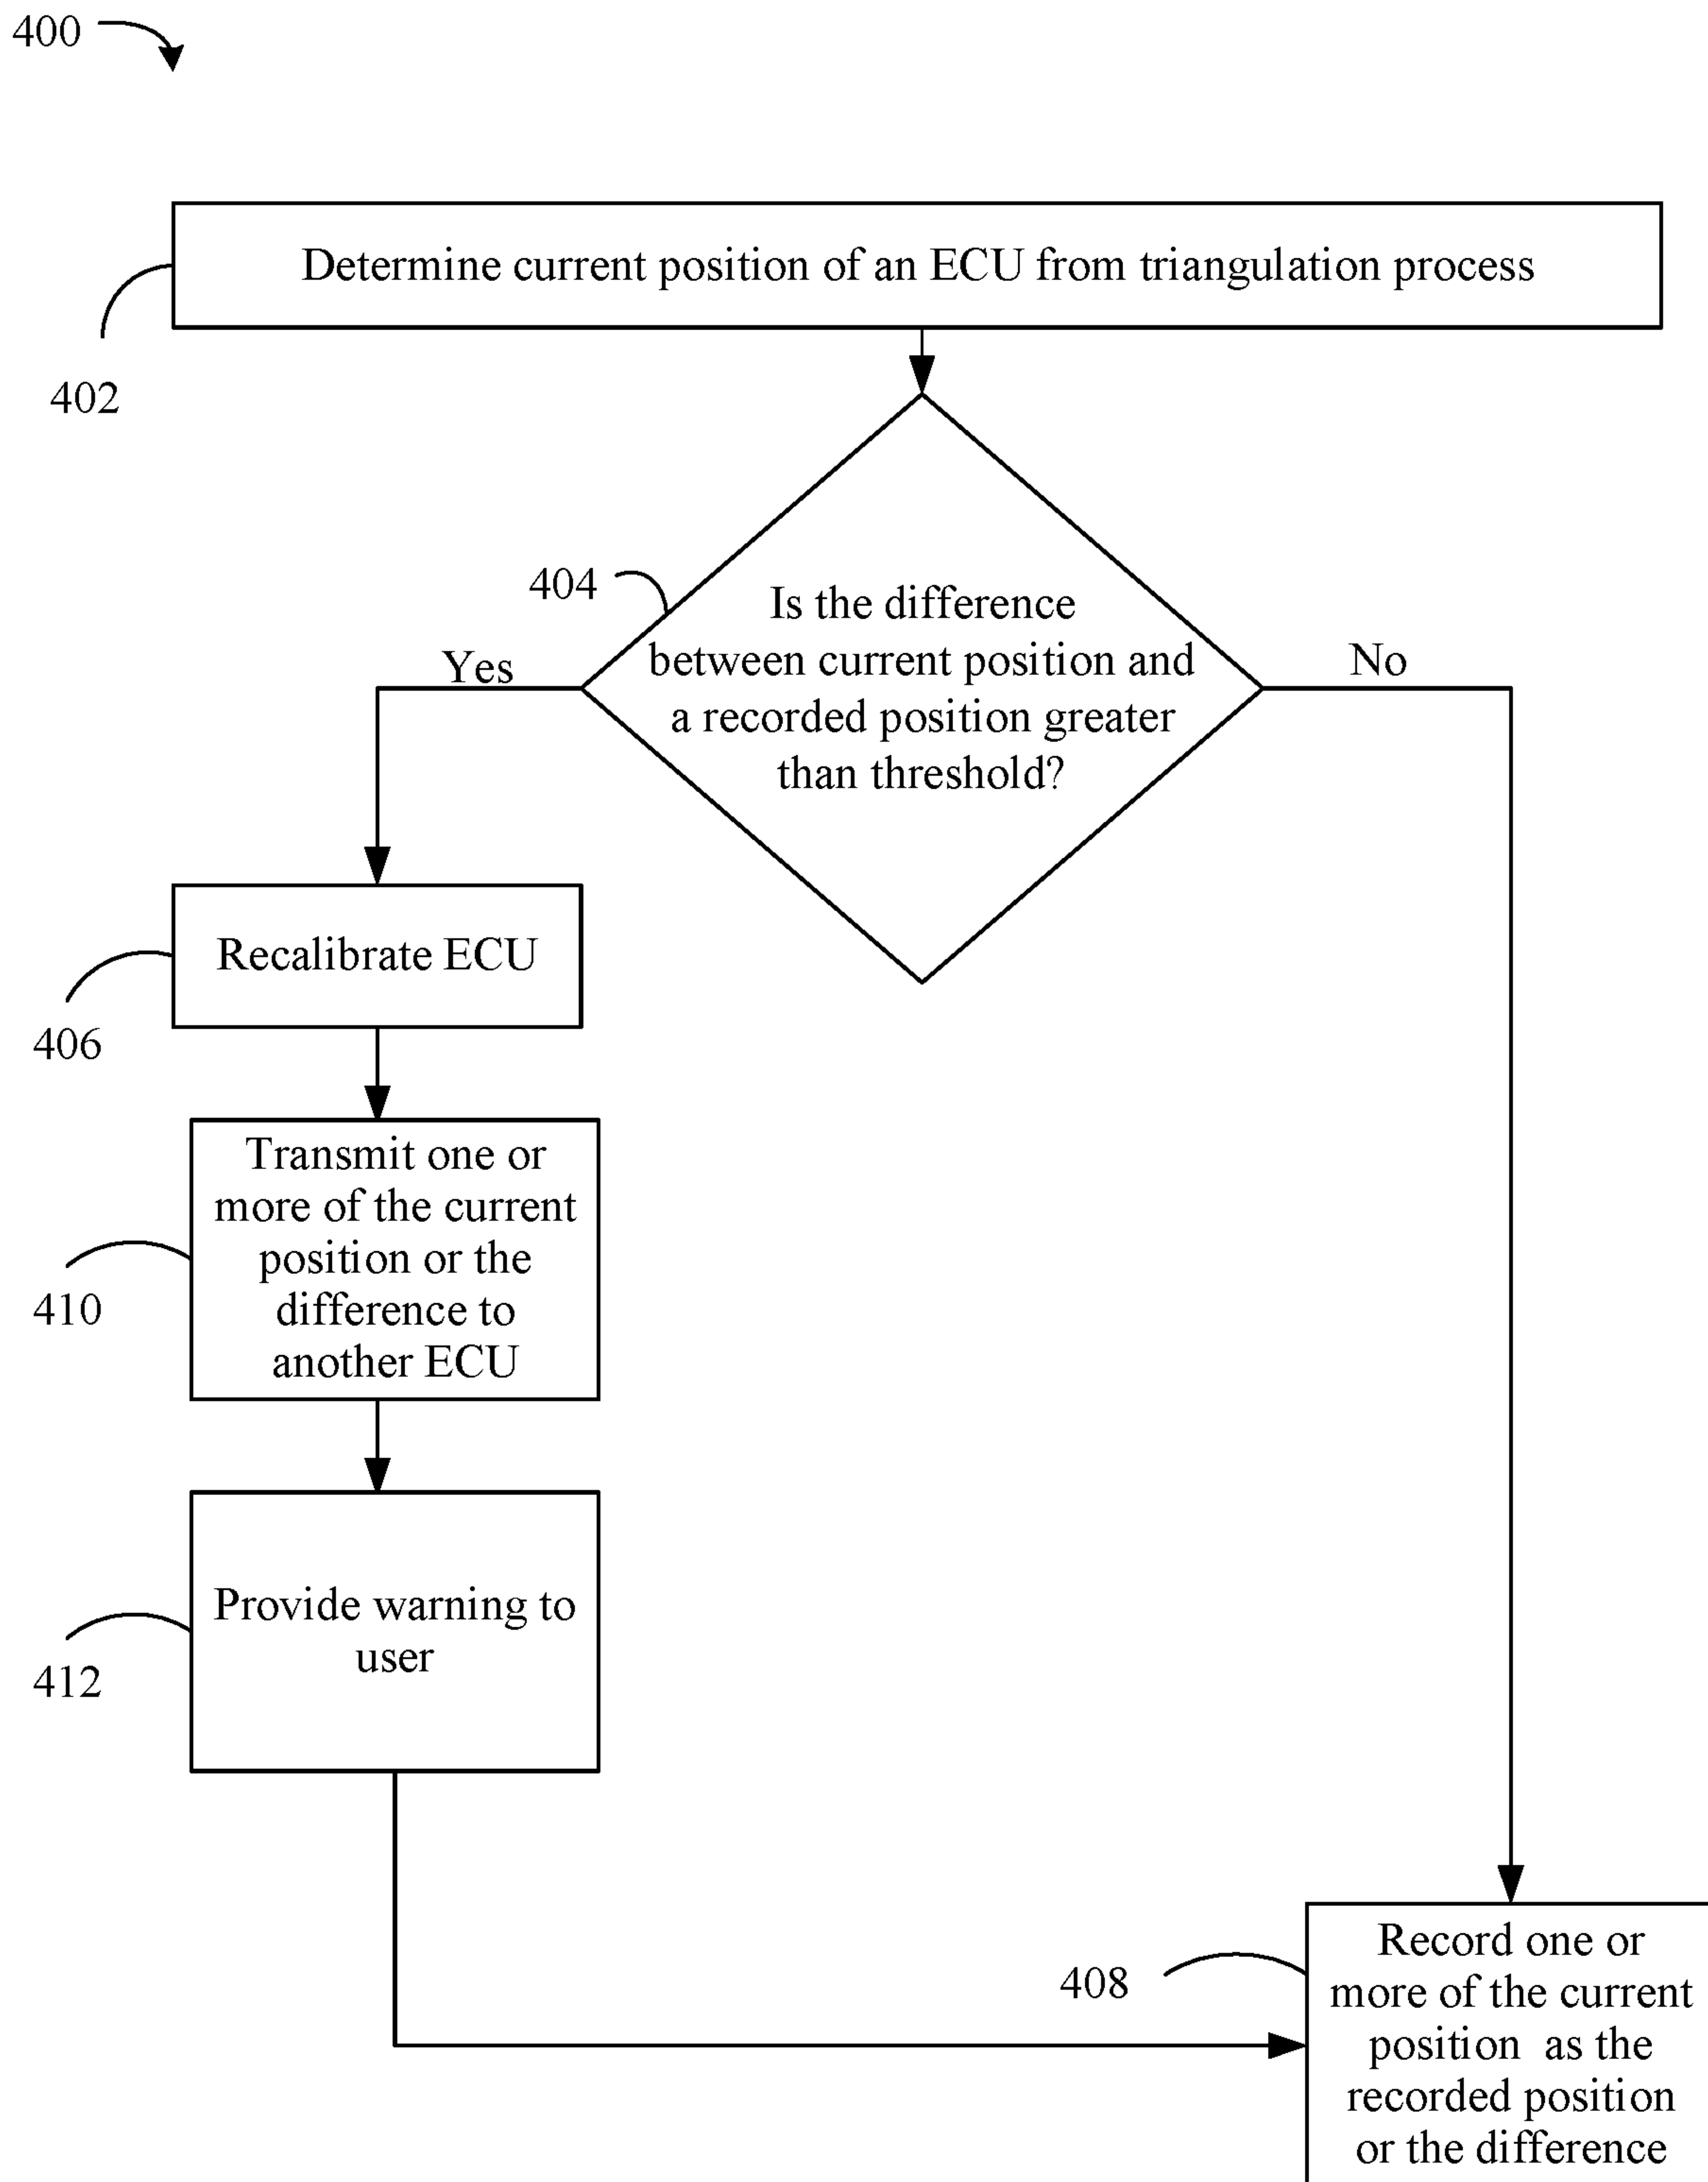 400
Determine current position of an ECU from triangulation process
402
404
Is the difference
between current position and
a recorded position greater
than threshold?
Yes
No
Recalibrate ECU
406
Transmit one or
more of the current
position or the
difference to
another ECU
410
Provide warning to
user
412
408
Record one or
more of the current
position as the
recorded position
or the difference